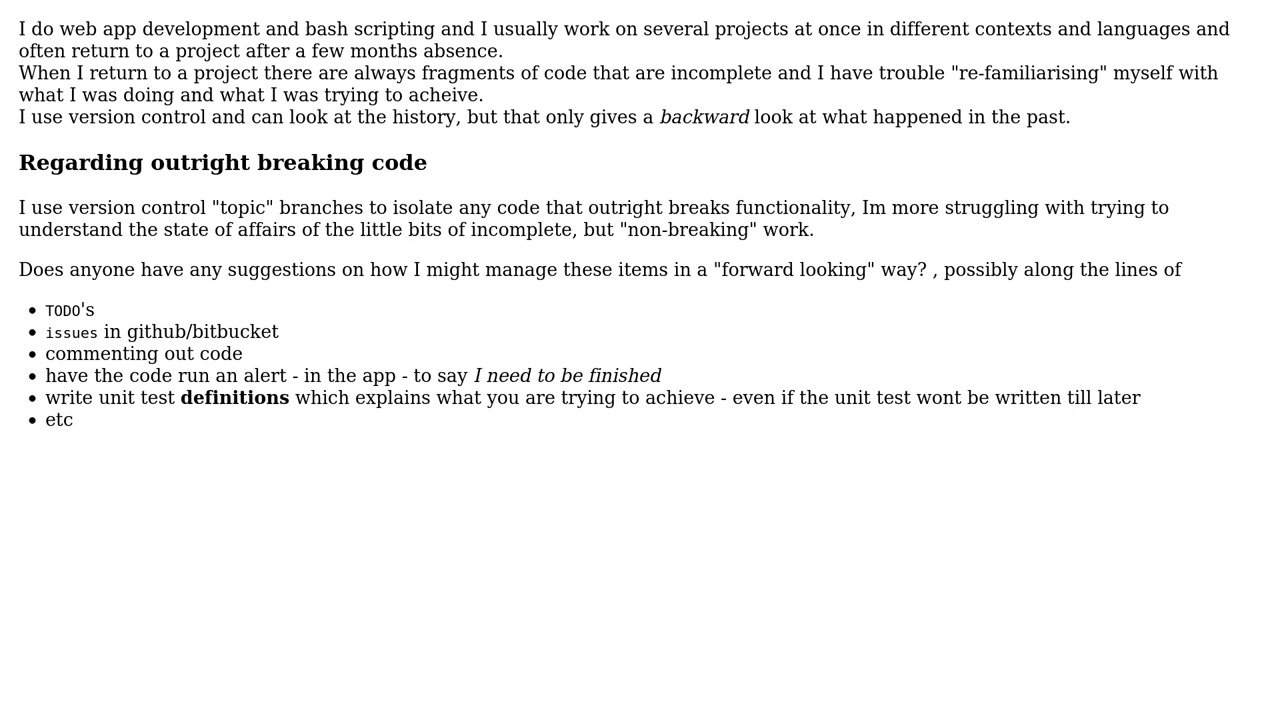 I do web app development and bash scripting and I usually work on several projects at once in different contexts and languages and
often return to a project after a few months absence.
When I return to a project there are always fragments of code that are incomplete and I have trouble "re-familiarising" myself with
what I was doing and what I was trying to acheive.
I use version control and can look at the history, but that only gives a backward look at what happened in the past.
Regarding outright breaking code
I use version control "topic" branches to isolate any code that outright breaks functionality, Im more struggling with trying to
understand the state of affairs of the little bits of incomplete, but "non-breaking" work.
Does anyone have any suggestions on how I might manage these items in a "forward looking" way? , possibly along the lines of
• TODO's
• issues in github/bitbucket
• commenting out code
• have the code run an alert - in the app - to say I need to be finished
• write unit test definitions which explains what you are trying to achieve - even if the unit test wont be written till later
• etc